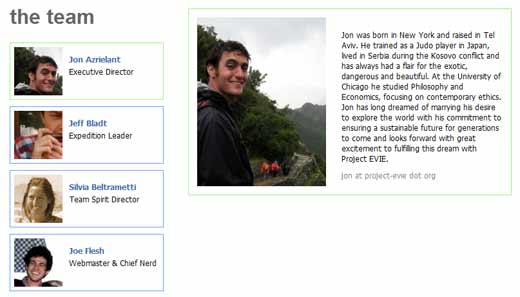 the team
Jon Azrielant
Executive Director
Jeff Bladt
Expedition Leader
Silvia Beltrametti
Team Spirit Director
Joe Flesh
Webmaster & Chief Nerd
Jon was born in New York and raised in Tel
Aviv. He trained as a Judo player in Japan,
lived in Serbia during the Kosovo conflict and
has always had a flair for the exotic,
dangerous and beautiful. At the University of
Chicago he studied Philosophy and
Economics, focusing on contemporary ethics.
Jon has long dreamed of marrying his desire
to explore the world with his commitment to
ensuring a sustainable future for generations
to come and looks forward with great
excitement to fulfilling this dream with
Project EVIE.
jon at project-evie dot org